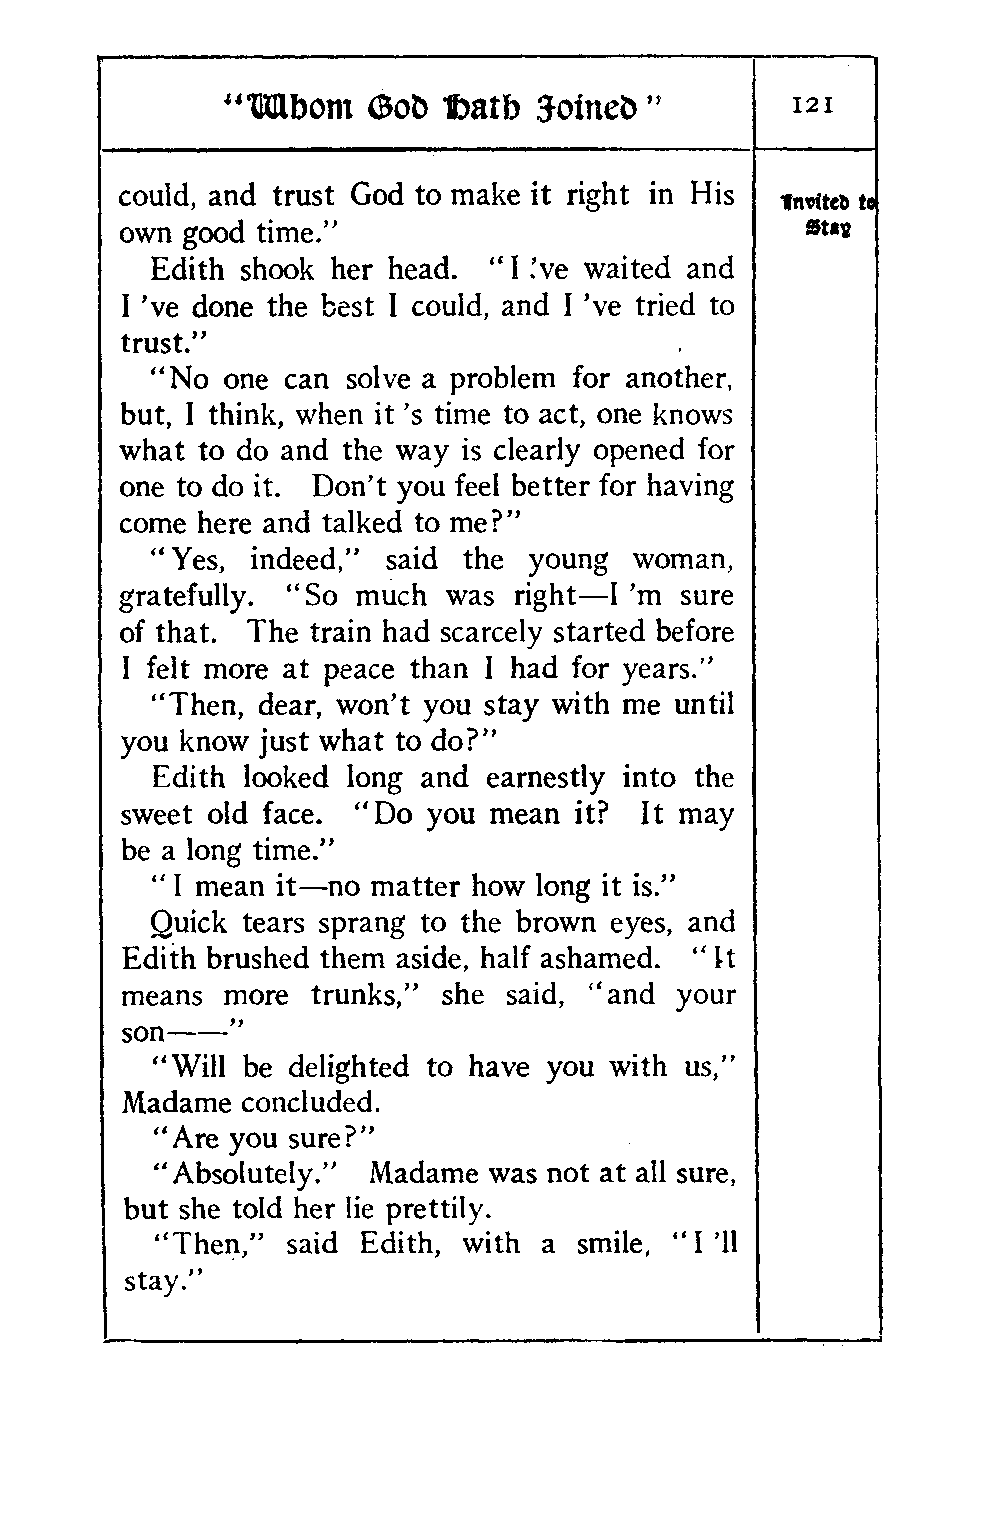 "Whom God Hath Joined"
121
Invited to
Stay
could, and trust God to make it right in His
own good time."
Edith shook her head. "I 've waited and
I 've done the best I could, and I 've tried to
trust."
"No one can solve a problem for another,
but, I think, when it 's time to act, one knows
what to do and the way is clearly opened for
one to do it. Don't you feel better for having
come here and talked to me?"
"Yes, indeed," said the young woman,
gratefully. "So much was right—I 'm sure
of that. The train had scarcely started before
I felt more at peace than I had for years."
"Then, dear, won't you stay with me until
you know just what to do?"
Edith looked long and earnestly into the
sweet old face. "Do you mean it? It may
be a long time."
"I mean it—no matter how long it is."
Quick tears sprang to the brown eyes, and
Edith brushed them aside, half ashamed. "It
means more trunks," she said, "and your
son——"
"Will be delighted to have you with us,"
Madame concluded.
"Are you sure?"
"Absolutely." Madame was not at all sure,
but she told her lie prettily.
"Then," said Edith, with a smile, "I 'll
stay."